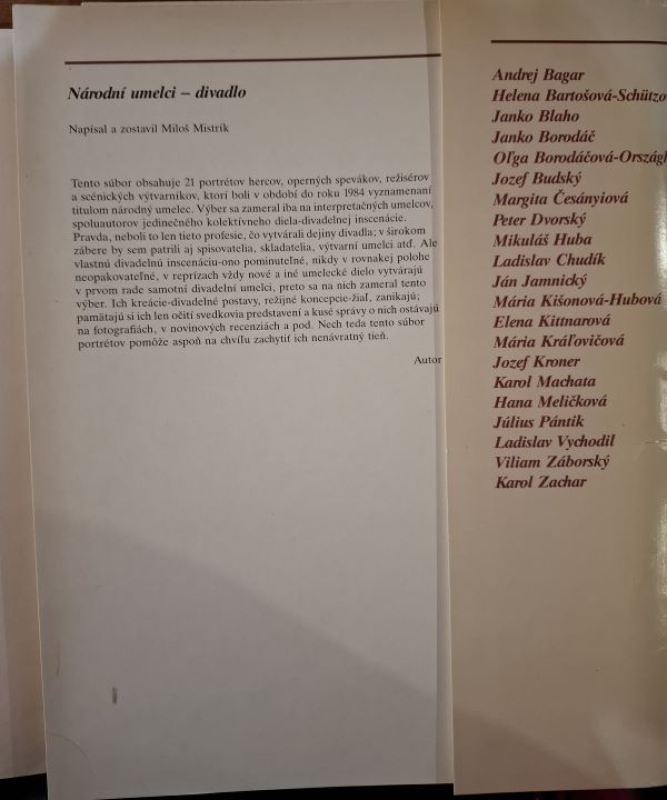 Národní umelci – divadlo
Napísal a zostavil Miloš Mistrík
Tento súbor obsahuje 21 portrétov hercov, operných spevákov, režisérov
a scénických výtvarníkov, ktorí boli v období do roku 1984 vyznamenaní
titulom národný umelec. Výber sa zameral iba na interpretačných umelcov,
spoluautorov jedinečného kolektívneho diela-divadelnej inscenácie.
Pravda, neboli to len tieto profesie, čo vytvárali dejiny divadla; v širokom
zábere by sem patrili aj spisovatelia, skladatelia, výtvarní umelci atď. Ale
vlastnú divadelnú inscenáciu-ono pominuteľné, nikdy v rovnakej polohe
neopakovateľné, v reprízach vždy nové a iné umelecké dielo vytvárajú
v prvom rade samotní divadelní umelci, preto sa na nich zameral tento
výber. Ich kreácie-divadelné postavy, režijné koncepcie-žiaľ, zanikajú;
pamätajú si ich len očití svedkovia predstavení a kusé správy o nich ostávajú
na fotografiách, v novinových recenziách a pod. Nech teda tento súbor
portrétov pomôže aspoň na chvíľu zachytiť ich nenávratný tieň.
Autor
Andrej Bagar
Helena Bartošová-Schützo
Janko Blaho
Janko Borodáč
Oľga Borodáčová-Országh
Jozef Budský
Margita Česányiová
Peter Dvorský
Mikuláš Huba
Ladislav Chudík
Ján Jamnický
Mária Kišonová-Hubová
Elena Kittnarová
Mária Kráľovičová
Jozef Kroner
Karol Machata
Hana Meličková
Július Pántik
Ladislav Vychodil
Viliam Záborský
Karol Zachar